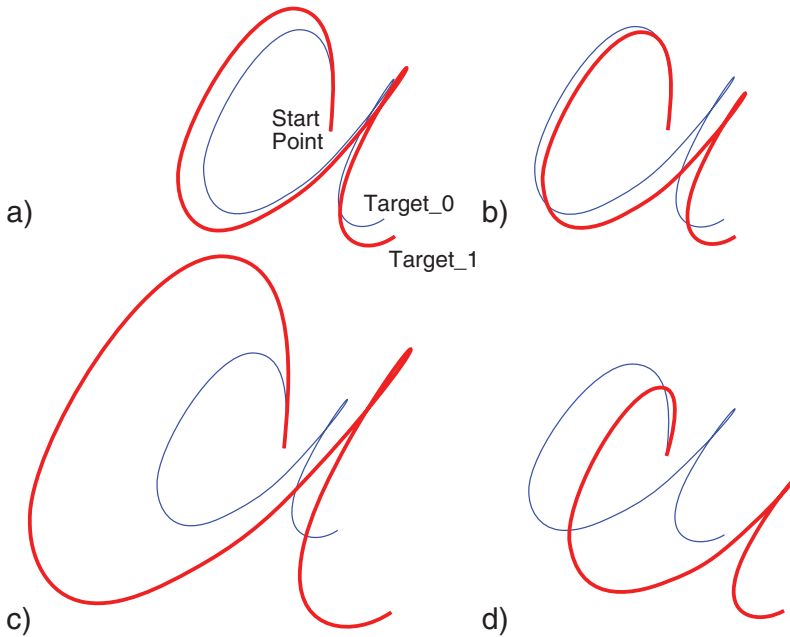 Start
Point
a)
Target_0
b)
Target_1
c)
d)